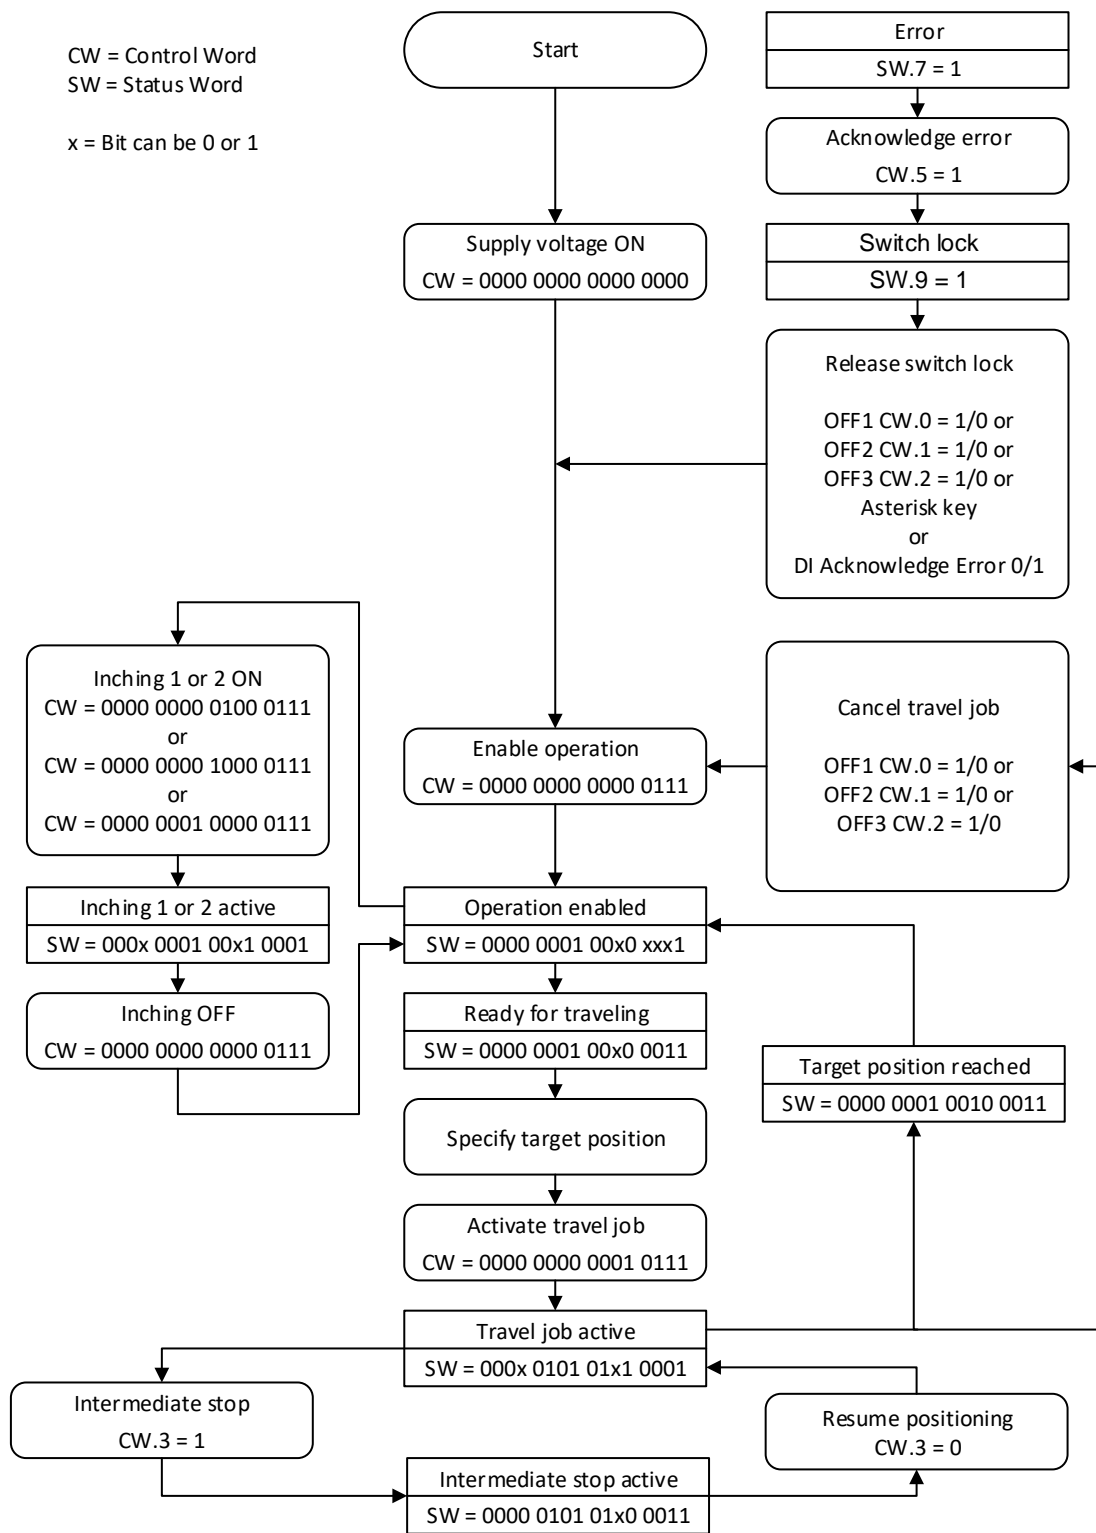 CW = Control Word
SW = Status Word
x = Bit can be 0 or 1
Start
Supply voltage ON
CW = 0000 0000 0000 0000
Error
SW.7 = 1
Acknowledge error
CW.5 = 1
Switch lock
SW.9 = 1
Release switch lock
OFF1 CW.0 = 1/0 or
OFF2 CW.1 = 1/0 or
OFF3 CW.2 = 1/0 or
Asterisk key
or
DI Acknowledge Error 0/1
Inching 1 or 2 ON
CW = 0000 0000 0100 0111
or
CW = 0000 0000 1000 0111
or
CW = 0000 0001 0000 0111
Enable operation
CW = 0000 0000 0000 0111
Cancel travel job
OFF1 CW.0 = 1/0 or
OFF2 CW.1 = 1/0 or
OFF3 CW.2 = 1/0
Inching 1 or 2 active
SW = 000x 0001 00x1 0001
Operation enabled
SW = 0000 0001 00x0 xxx1
Inching OFF
CW = 0000 0000 0000 0111
Ready for traveling
SW = 0000 0001 00x0 0011
Target position reached
SW = 0000 0001 0010 0011
Specify target position
Activate travel job
CW = 0000 0000 0001 0111
Travel job active
SW = 000x 0101 01x1 0001
Intermediate stop
CW.3 = 1
Resume positioning
CW.3 = 0
Intermediate stop active
SW = 0000 0101 01x0 0011